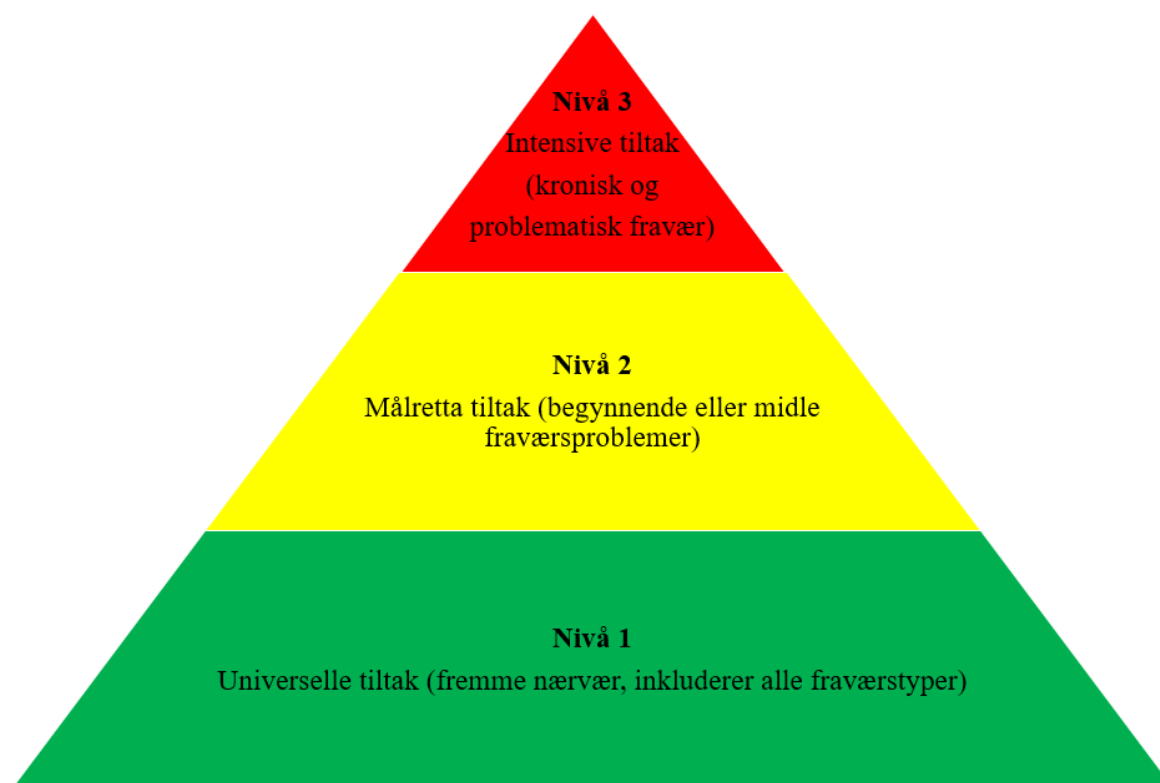 Nivå 3
Intensive tiltak
(kronisk og
problematisk fravær)
Nivå 2
Målretta tiltak (begynnende eller midle
fraværsproblemer)
Nivå 1
Universelle tiltak (fremme nærvær, inkluderer alle fraværstyper)